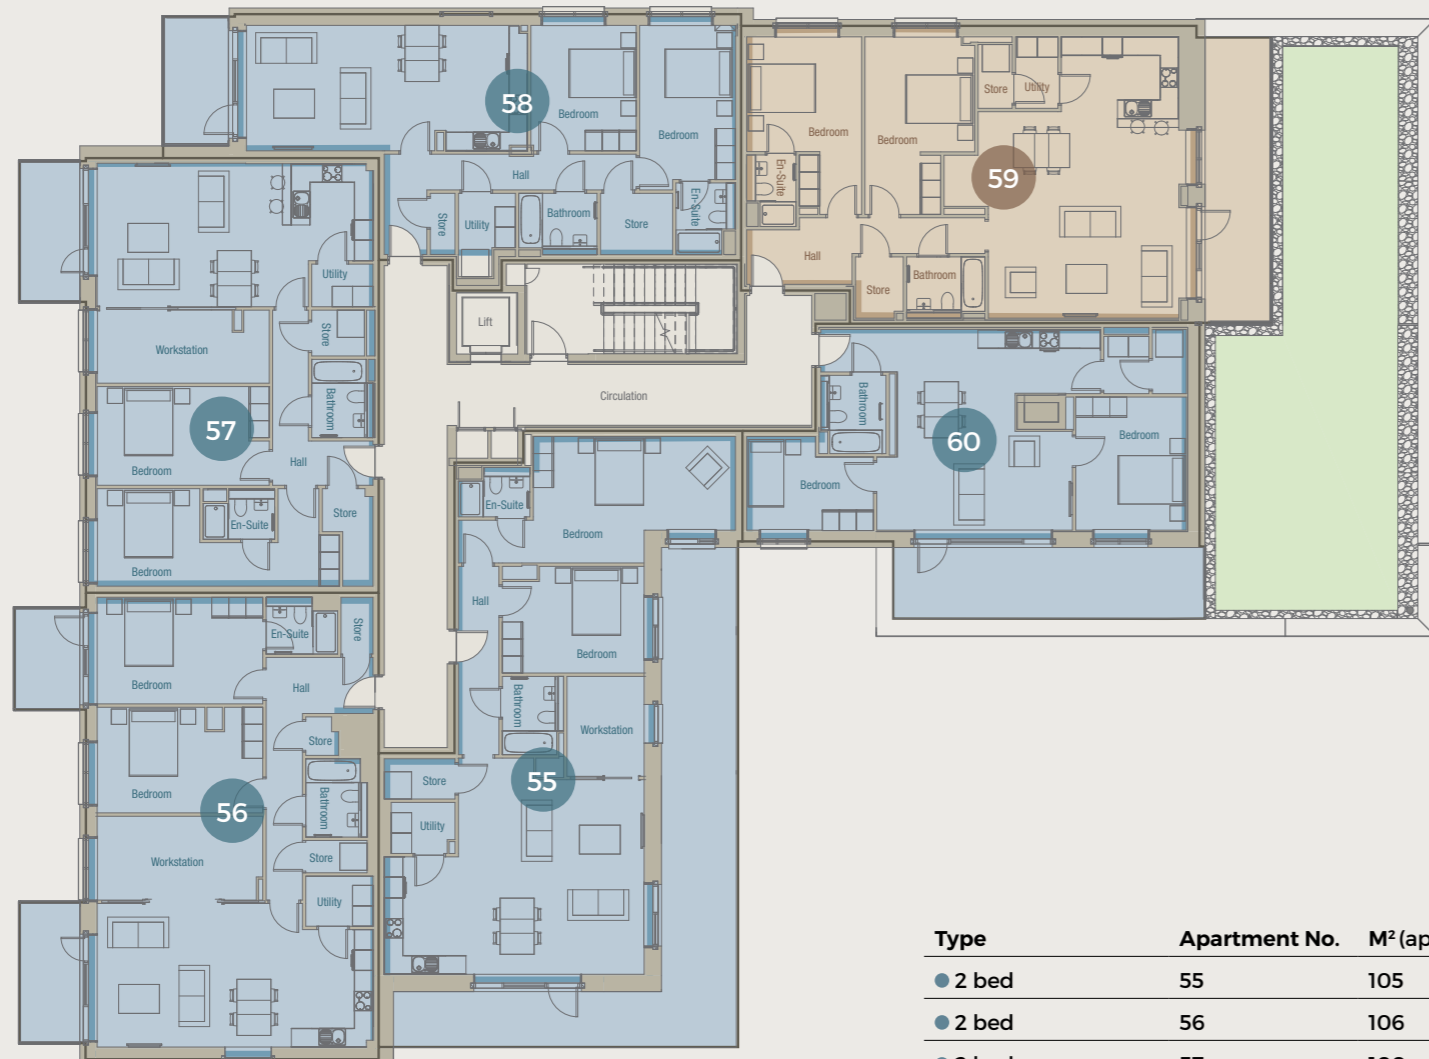 58
Bedroom
Bedroom
Hall
Store
Utility
Bathroom
Store
En-Suite
59
Bedroom
Bedroom
Store
Utility
En-Suite
Hall
Store
Bathroom
57
Utility
Workstation
Store
Bathroom
Bedroom
Hall
En-Suite
Store
Bedroom
Lift
Circulation
60
Bathroom
Bedroom
Bedroom
En-Suite
Bedroom
Hall
Bedroom
Bathroom
Workstation
55
Store
Utility
En-Suite
Store
Bedroom
Hall
Store
Bedroom
56
Bathroom
Workstation
Store
Utility
Type Apartment No. M² (ap
2 bed 55 105
2 bed 56 106